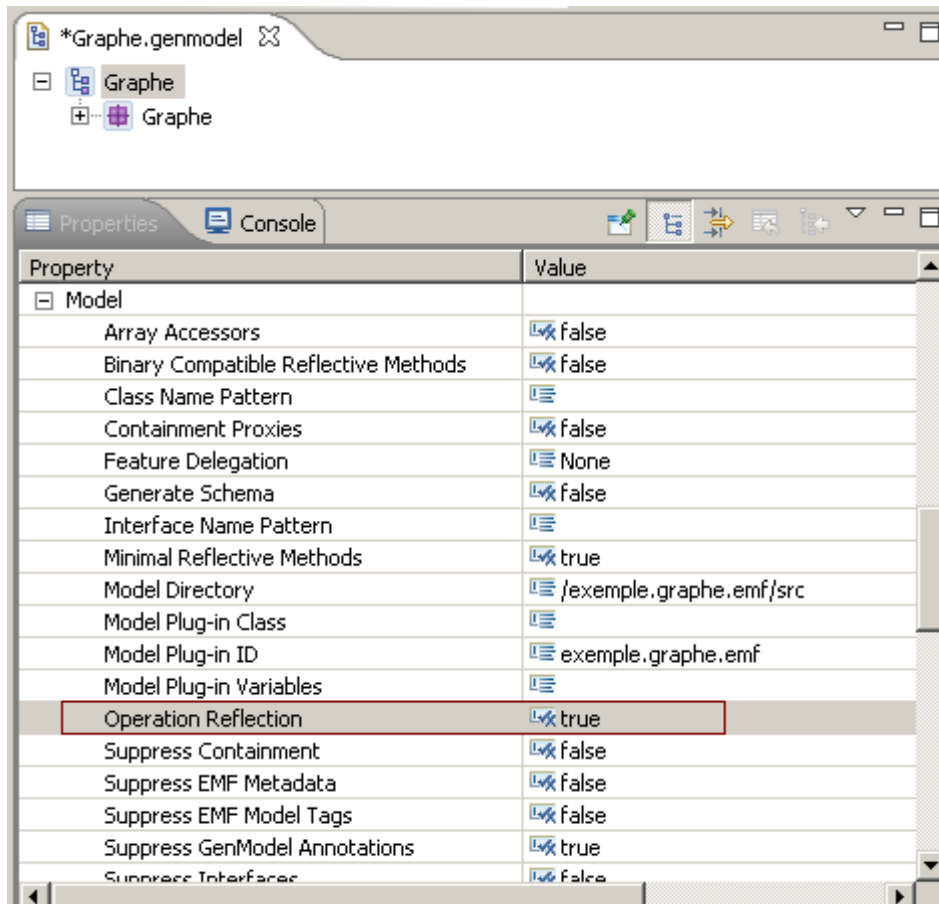 *Graphe.genmodel
Graphe
Graphe
Properties Console
Property Value
Model
Array Accessors false
Binary Compatible Reflective Methods false
Class Name Pattern
Containment Proxies false
Feature Delegation None
Generate Schema false
Interface Name Pattern
Minimal Reflective Methods true
Model Directory /exemple.graphe.emf/src
Model Plug-in Class
Model Plug-in ID exemple.graphe.emf
Model Plug-in Variables
Operation Reflection true
Suppress Containment false
Suppress EMF Metadata false
Suppress EMF Model Tags false
Suppress GenModel Annotations true
Suppress Interfaces false